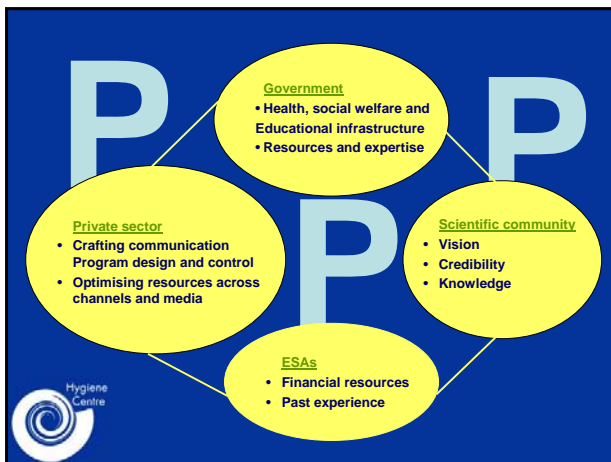 P
P
P
Government
• Health, social welfare and
Educational infrastructure
• Resources and expertise
Private sector
• Crafting communication
Program design and control
• Optimising resources across
channels and media
Scientific community
• Vision
• Credibility
• Knowledge
ESAs
• Financial resources
• Past experience
Hygiene
Centre